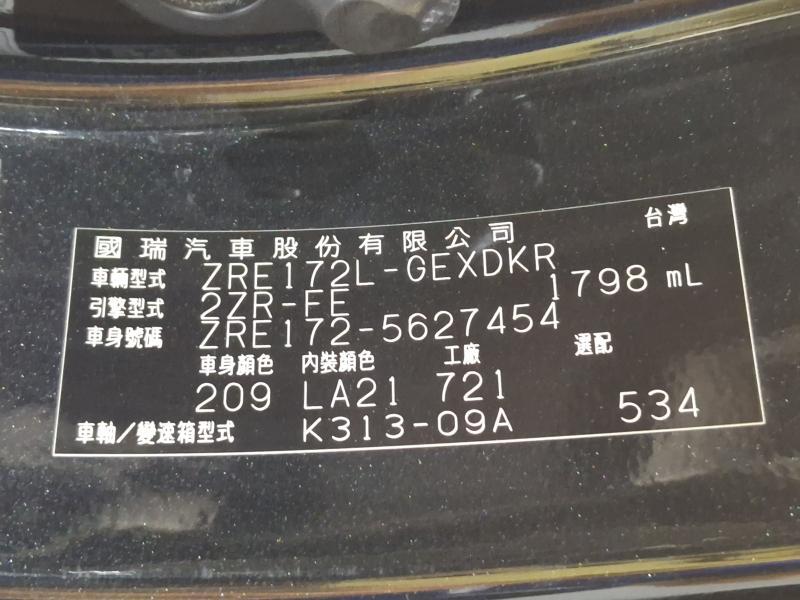 國瑞汽車股份有限公司 台灣
車輛型式 ZRE172L-GEXDKR
引擎型式 2ZR-FE 1798 mL
車身號碼 ZRE172-5627454
車身顏色 內裝顏色 工廠 選配
209 LA21 721
車軸/變速箱型式 K313-09A 534